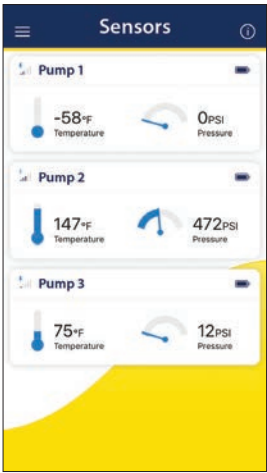 Sensors
Pump 1
-58°F
Temperature
0PSI
Pressure
Pump 2
147°F
Temperature
472PSI
Pressure
Pump 3
75°F
Temperature
12PSI
Pressure